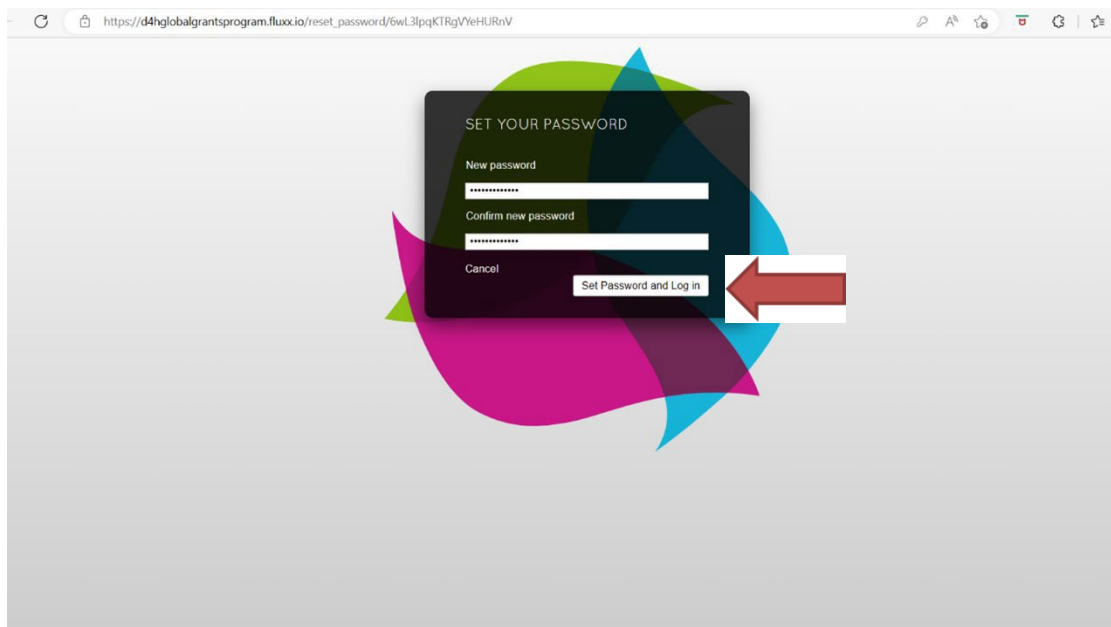 https://d4hglobalgrantsprogram.fluxx.io/reset_password/6wL3lpqKTRgVYeHURnV
SET YOUR PASSWORD
New password
•••••••••••••
Confirm new password
•••••••••••••
Cancel
Set Password and Log in